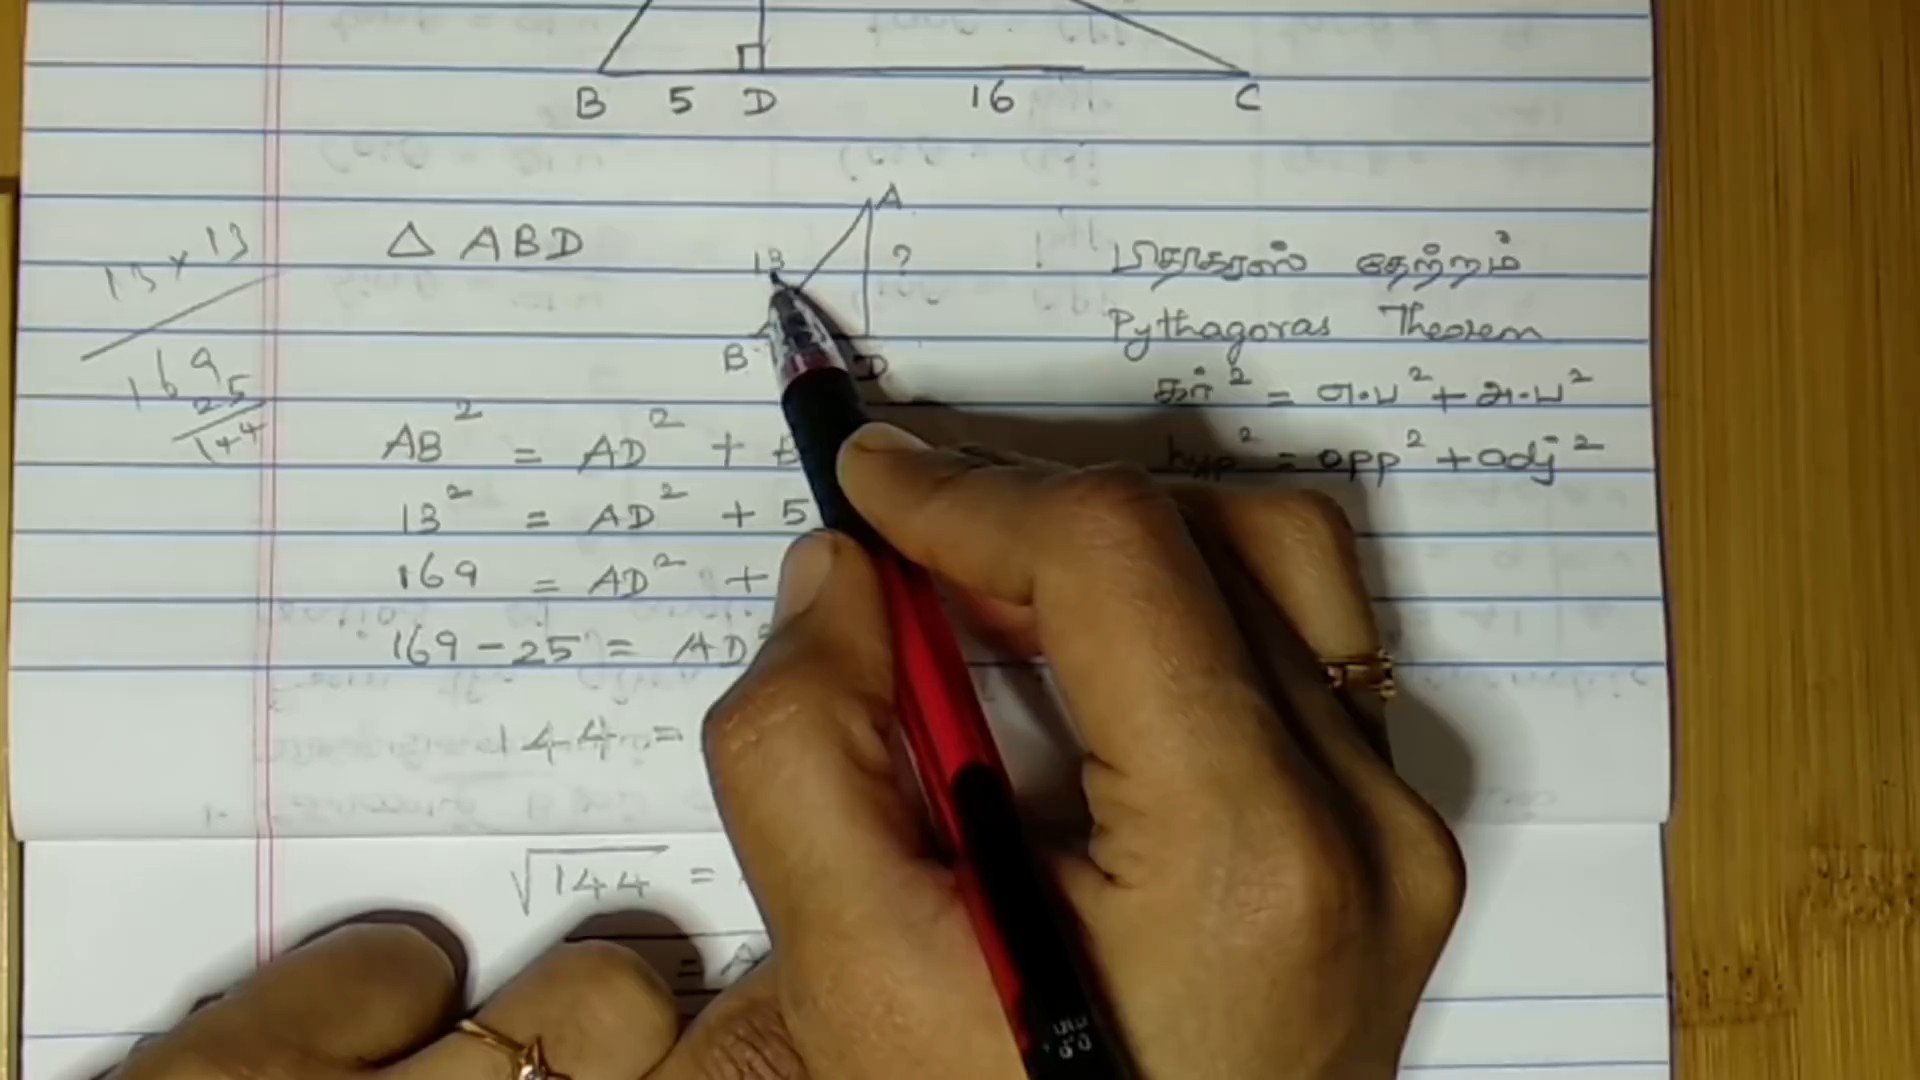 B 5 D 16 C
△ ABD
A
13 ?
B D
13 × 13
169
25
144
பிதாகரஸ் தேற்றம்
Pythagoras Theorem
கர்² = எ.ப² + அ.ப²
hyp² = opp² + adj²
AB² = AD² +
13² = AD² + 5
169 = AD² +
169 - 25 = AD²
144 =
√144 =
=